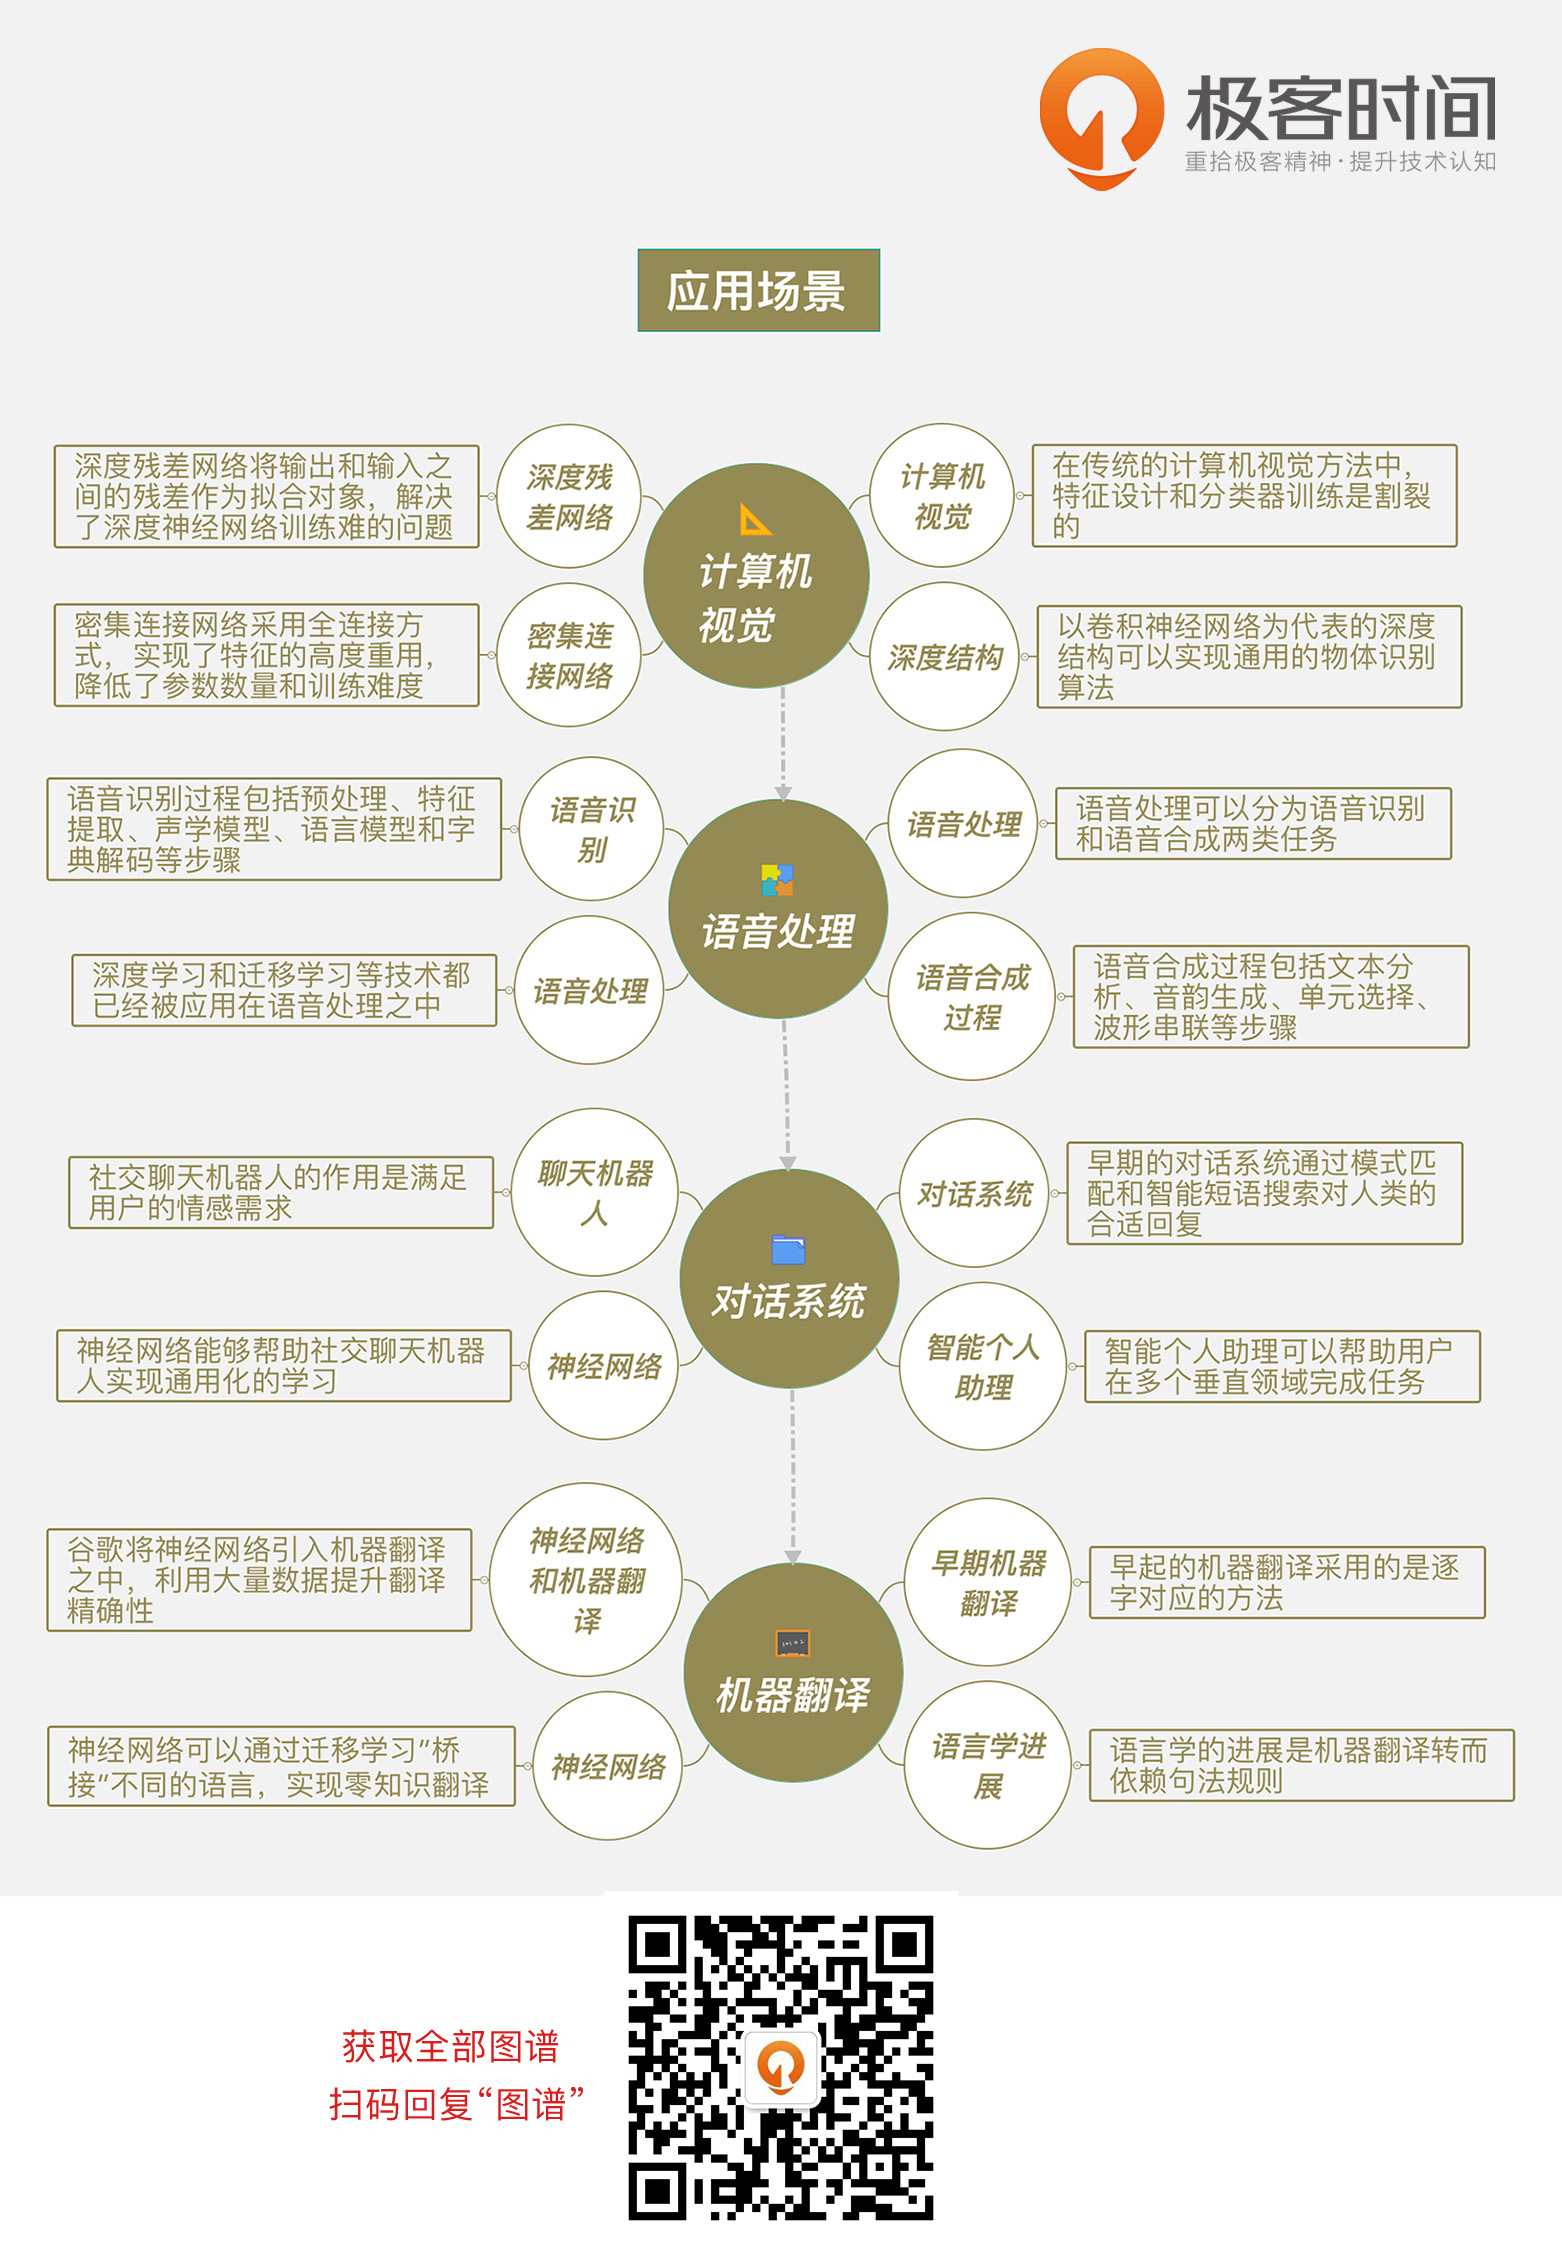 极客时间
重拾极客精神·提升技术认知
应用场景
计算机
视觉
深度残
差网络
深度残差网络将输出和输入之
间的残差作为拟合对象，解决
了深度神经网络训练难的问题
计算机
视觉
在传统的计算机视觉方法中，
特征设计和分类器训练是割裂
的
密集连
接网络
密集连接网络采用全连接方
式，实现了特征的高度重用，
降低了参数数量和训练难度
深度结构
以卷积神经网络为代表的深度
结构可以实现通用的物体识别
算法
语音处理
语音识
别
语音识别过程包括预处理、特征
提取、声学模型、语言模型和字
典解码等步骤
语音处理
语音处理可以分为语音识别
和语音合成两类任务
语音处理
深度学习和迁移学习等技术都
已经被应用在语音处理之中
语音合成
过程
语音合成过程包括文本分
析、音韵生成、单元选择、
波形串联等步骤
对话系统
聊天机器
人
社交聊天机器人的作用是满足
用户的情感需求
对话系统
早期的对话系统通过模式匹
配和智能短语搜索对人类的
合适回复
神经网络
神经网络能够帮助社交聊天机器
人实现通用化的学习
智能个人
助理
智能个人助理可以帮助用户
在多个垂直领域完成任务
机器翻译
神经网络
和机器翻
译
谷歌将神经网络引入机器翻译
之中，利用大量数据提升翻译
精确性
早期机器
翻译
早起的机器翻译采用的是逐
字对应的方法
神经网络
神经网络可以通过迁移学习"桥
接"不同的语言，实现零知识翻译
语言学进
展
语言学的进展是机器翻译转而
依赖句法规则
获取全部图谱
扫码回复“图谱”